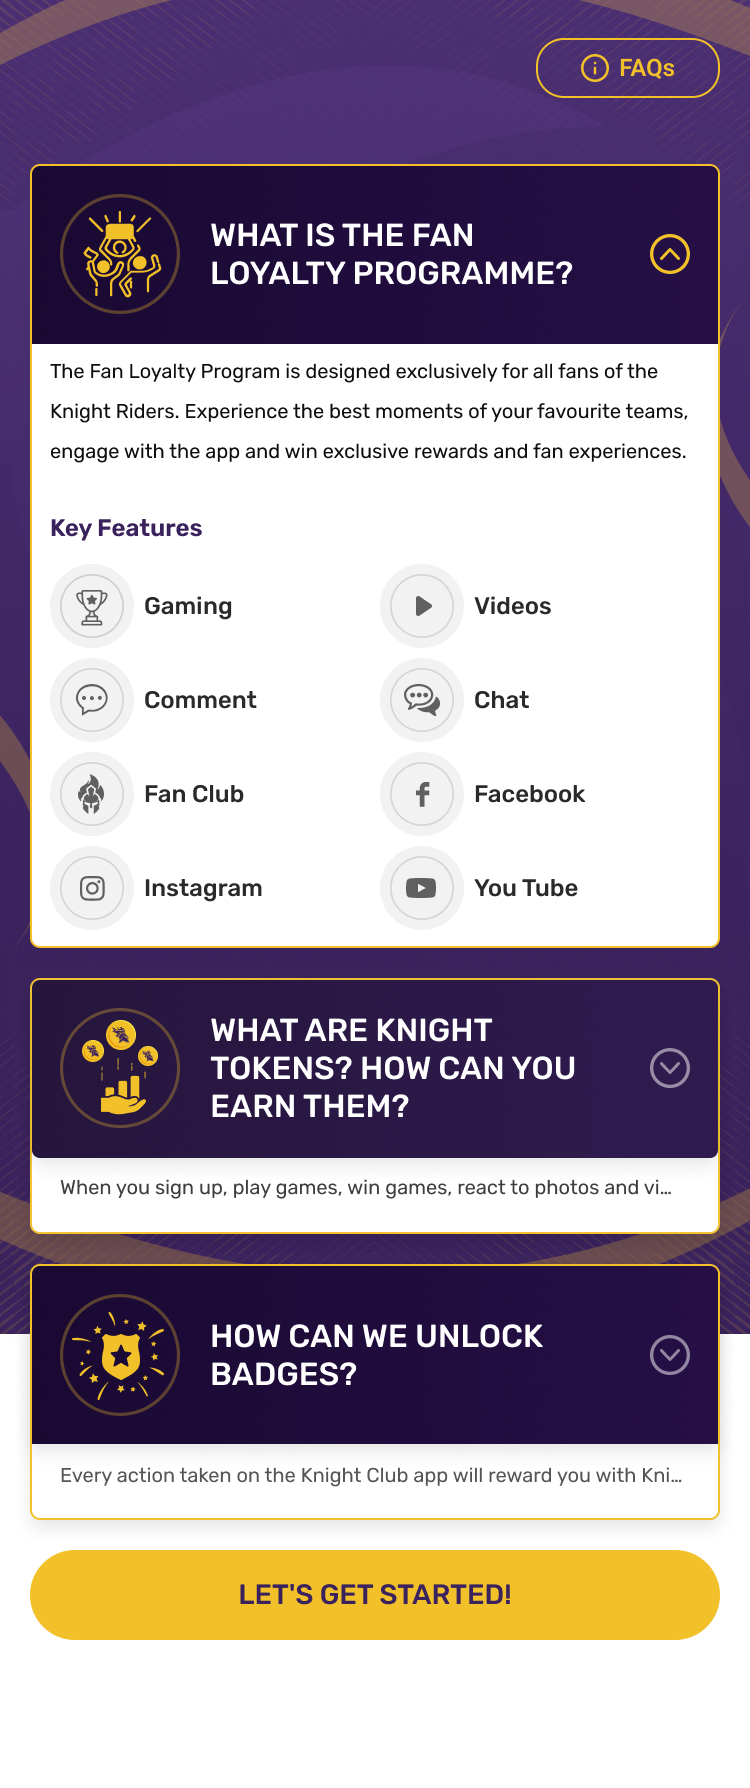 FAQs
WHAT IS THE FAN
LOYALTY PROGRAMME?
The Fan Loyalty Program is designed exclusively for all fans of the
Knight Riders. Experience the best moments of your favourite teams,
engage with the app and win exclusive rewards and fan experiences.
Key Features
Gaming
Videos
Comment
Chat
Fan Club
Facebook
Instagram
You Tube
WHAT ARE KNIGHT
TOKENS? HOW CAN YOU
EARN THEM?
When you sign up, play games, win games, react to photos and vi...
HOW CAN WE UNLOCK
BADGES?
Every action taken on the Knight Club app will reward you with Kni...
LET'S GET STARTED!